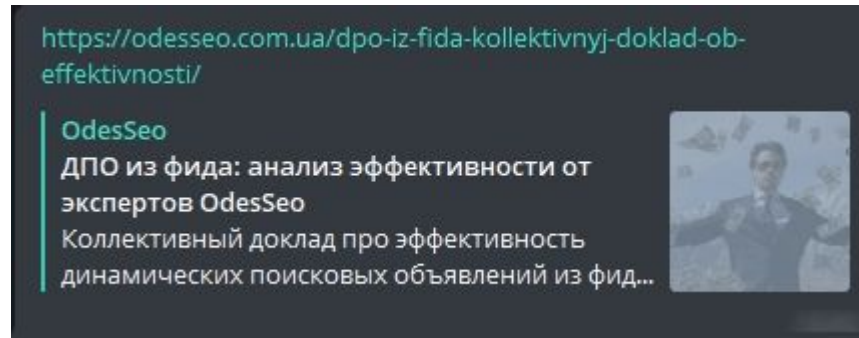 https://odesseo.com.ua/dpo-iz-fida-kollektivnyj-doklad-ob-
effektivnosti/
OdesSeo
ДПО из фида: анализ эффективности от
экспертов OdesSeo
Коллективный доклад про эффективность
динамических поисковых объявлений из фид...